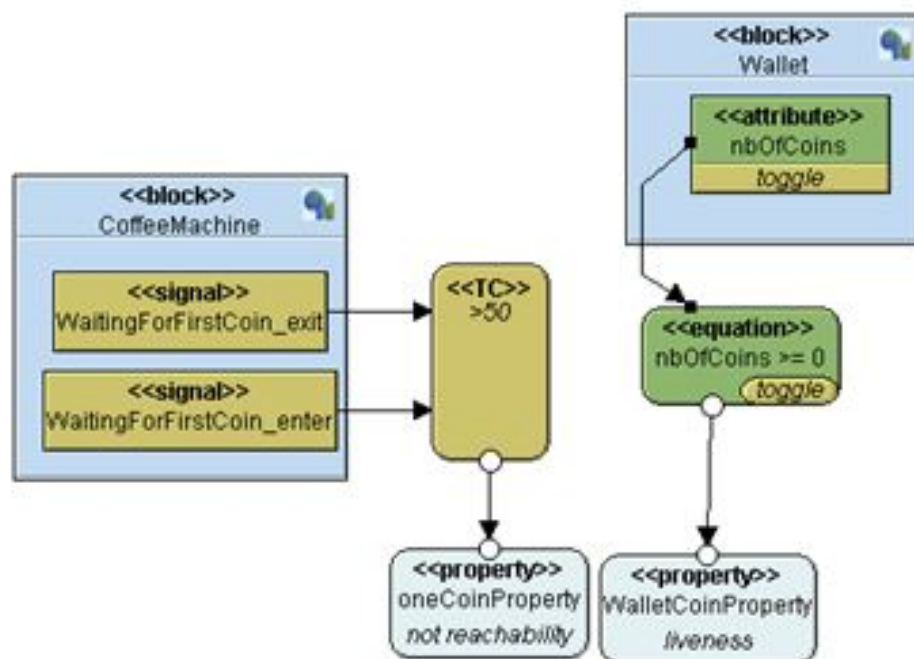 <<block>>
Wallet
<<attribute>>
nbOfCoins
toggle
<<block>>
CoffeeMachine
<<signal>>
WaitingForFirstCoin_exit
<<signal>>
WaitingForFirstCoin_enter
<<TC>>
>50
<<equation>>
nbOfCoins >= 0
toggle
<<property>>
oneCoinProperty
not reachability
<<property>>
WalletCoinProperty
liveness